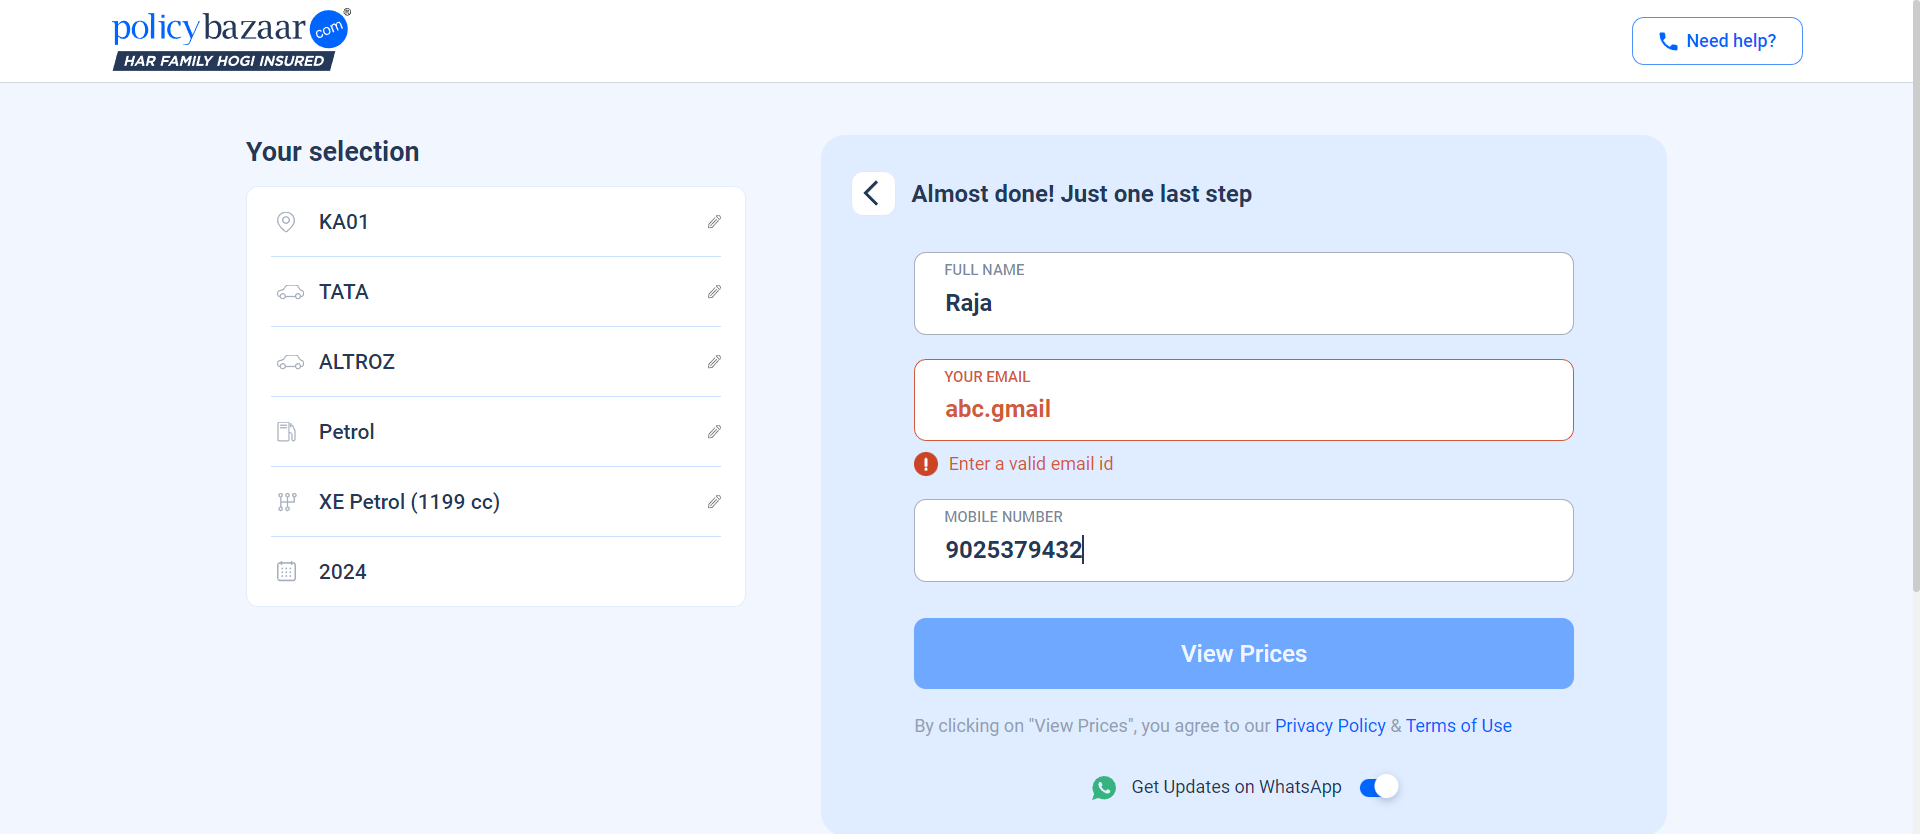 policybazaar.com®
HAR FAMILY HOGI INSURED
Need help?
Your selection
KA01
TATA
ALTROZ
Petrol
XE Petrol (1199 cc)
2024
Almost done! Just one last step
FULL NAME
Raja
YOUR EMAIL
abc.gmail
Enter a valid email id
MOBILE NUMBER
9025379432
View Prices
By clicking on "View Prices", you agree to our Privacy Policy & Terms of Use
Get Updates on WhatsApp